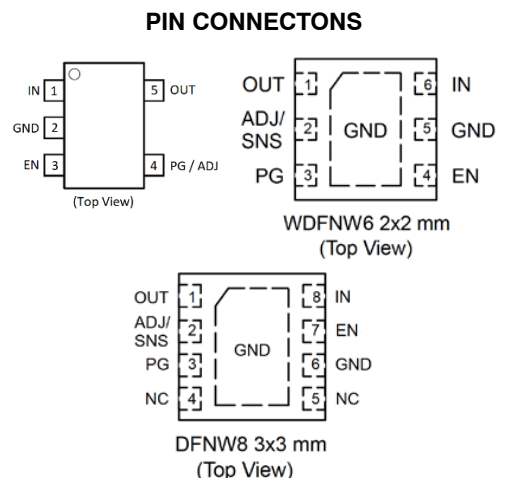 PIN CONNECTONS
IN 1
5 OUT
GND 2
EN 3
4 PG / ADJ
(Top View)
OUT 1
6 IN
ADJ/
SNS 2
GND
5 GND
PG 3
4 EN
WDFNW6 2x2 mm
(Top View)
OUT 1
8 IN
ADJ/
SNS 2
7 EN
GND
PG 3
6 GND
NC 4
5 NC
DFNW8 3x3 mm
(Top View)